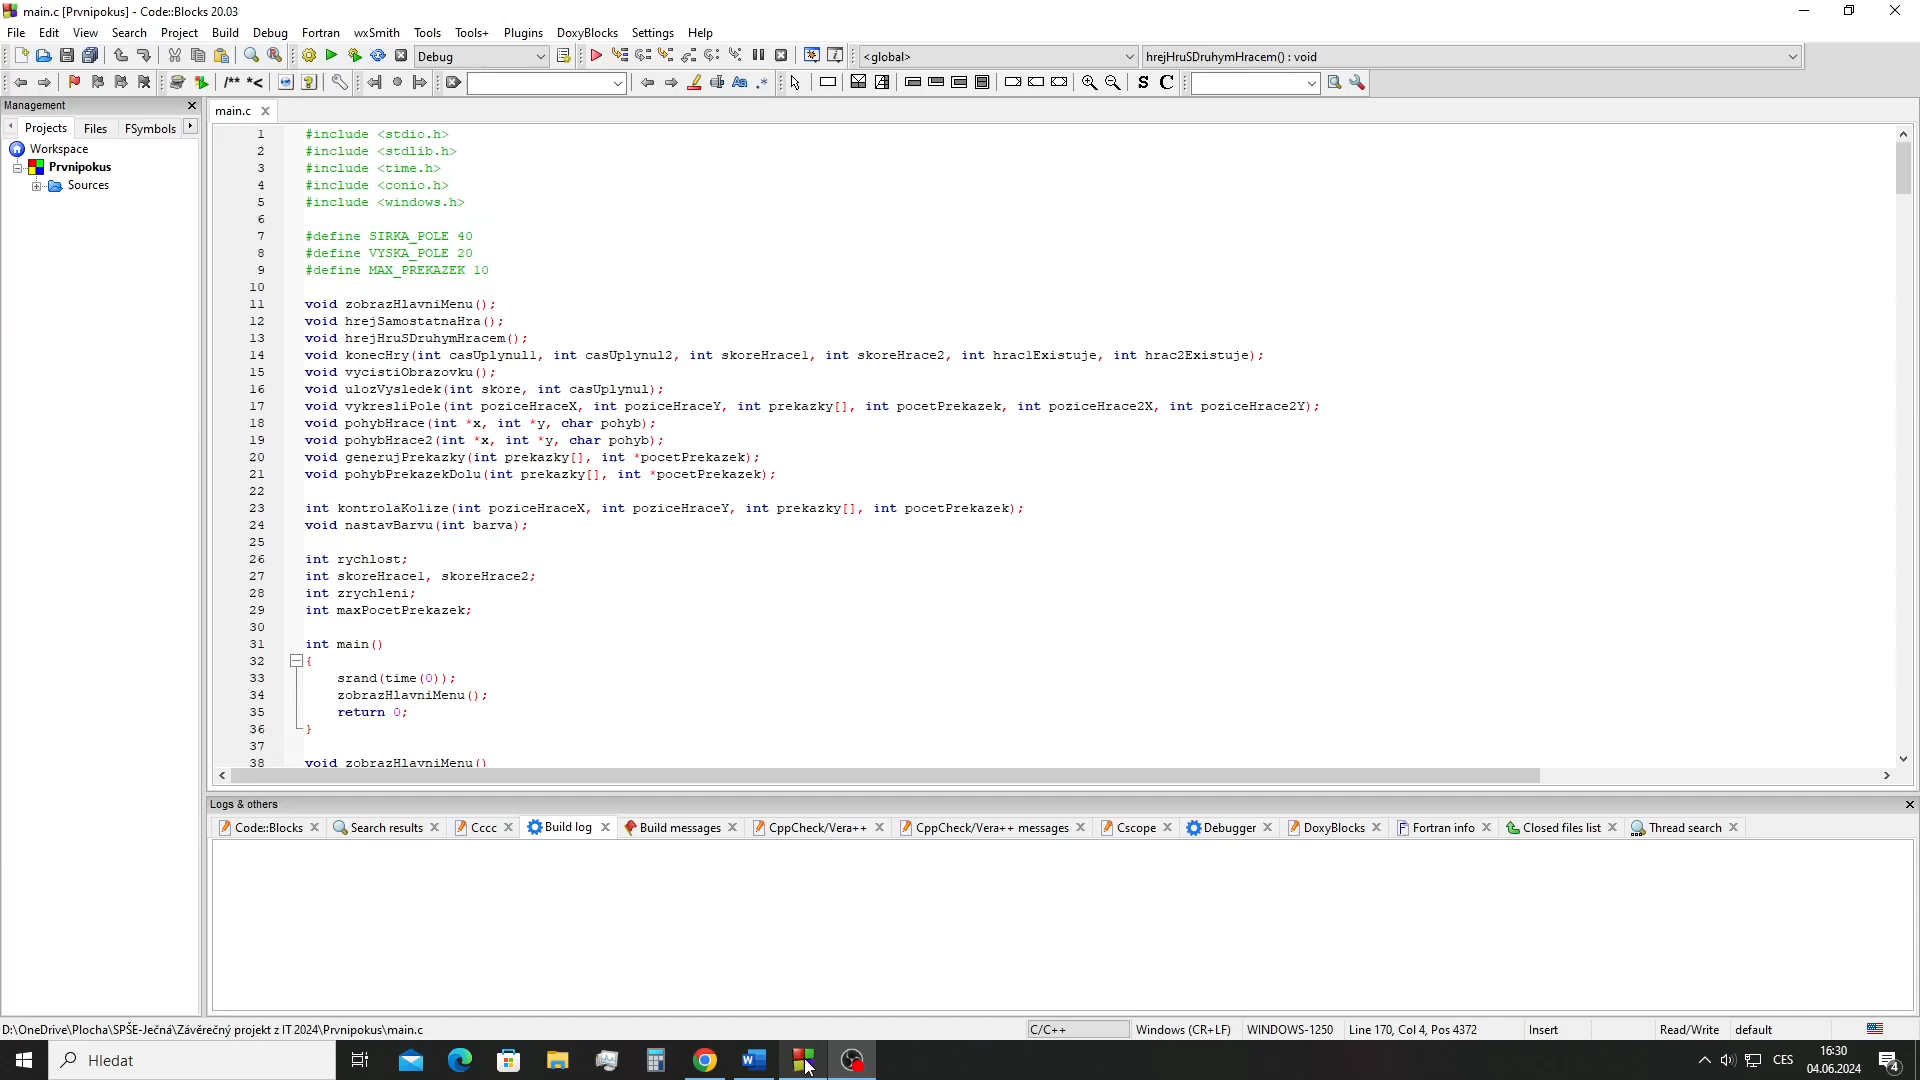 main.c [Prvnipokus] - Code::Blocks 20.03
File Edit View Search Project Build Debug Fortran wxSmith Tools Tools+ Plugins DoxyBlocks Settings Help
Debug <global> hrejHruSDruhymHracem() : void
/** *< Aa .* S C
Management
main.c
Projects Files FSymbols
Workspace
Prvnipokus
Sources
1 #include <stdio.h>
2 #include <stdlib.h>
3 #include <time.h>
4 #include <conio.h>
5 #include <windows.h>
6
7 #define SIRKA_POLE 40
8 #define VYSKA_POLE 20
9 #define MAX_PREKAZEK 10
10
11 void zobrazHlavniMenu();
12 void hrejSamostatnaHra();
13 void hrejHruSDruhymHracem();
14 void konecHry(int casUplynul1, int casUplynul2, int skoreHrace1, int skoreHrace2, int hrac1Existuje, int hrac2Existuje);
15 void vycistiObrazovku();
16 void ulozVysledek(int skore, int casUplynul);
17 void vykresliPole(int poziceHraceX, int poziceHraceY, int prekazky[], int pocetPrekazek, int poziceHrace2X, int poziceHrace2Y);
18 void pohybHrace(int *x, int *y, char pohyb);
19 void pohybHrace2(int *x, int *y, char pohyb);
20 void generujPrekazky(int prekazky[], int *pocetPrekazek);
21 void pohybPrekazekDolu(int prekazky[], int *pocetPrekazek);
22
23 int kontrolaKolize(int poziceHraceX, int poziceHraceY, int prekazky[], int pocetPrekazek);
24 void nastavBarvu(int barva);
25
26 int rychlost;
27 int skoreHrace1, skoreHrace2;
28 int zrychleni;
29 int maxPocetPrekazek;
30
31 int main()
32 {
33 srand(time(0));
34 zobrazHlavniMenu();
35 return 0;
36 }
37
38 void zobrazHlavniMenu()
Logs & others
Code::Blocks Search results Cccc Build log Build messages CppCheck/Vera++ CppCheck/Vera++ messages Cscope Debugger DoxyBlocks Fortran info Closed files list Thread search
D:\OneDrive\Plocha\SPŠE-Ječná\Závěrečný projekt z IT 2024\Prvnipokus\main.c C/C++ Windows (CR+LF) WINDOWS-1250 Line 170, Col 4, Pos 4372 Insert Read/Write default
Hledat CES 16:30
04.06.2024 4